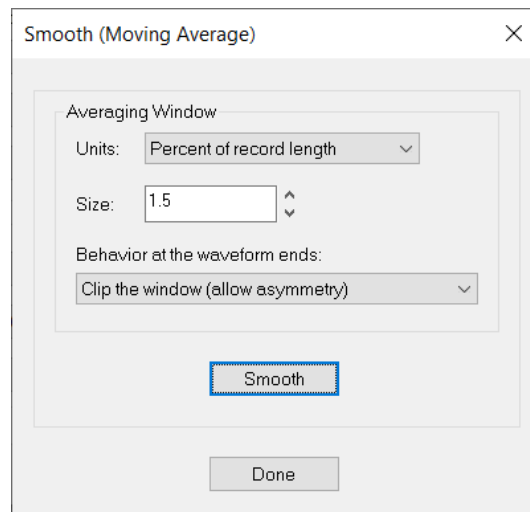 Smooth (Moving Average)
Averaging Window
Units: Percent of record length
Size: 1.5
Behavior at the waveform ends:
Clip the window (allow asymmetry)
Smooth
Done